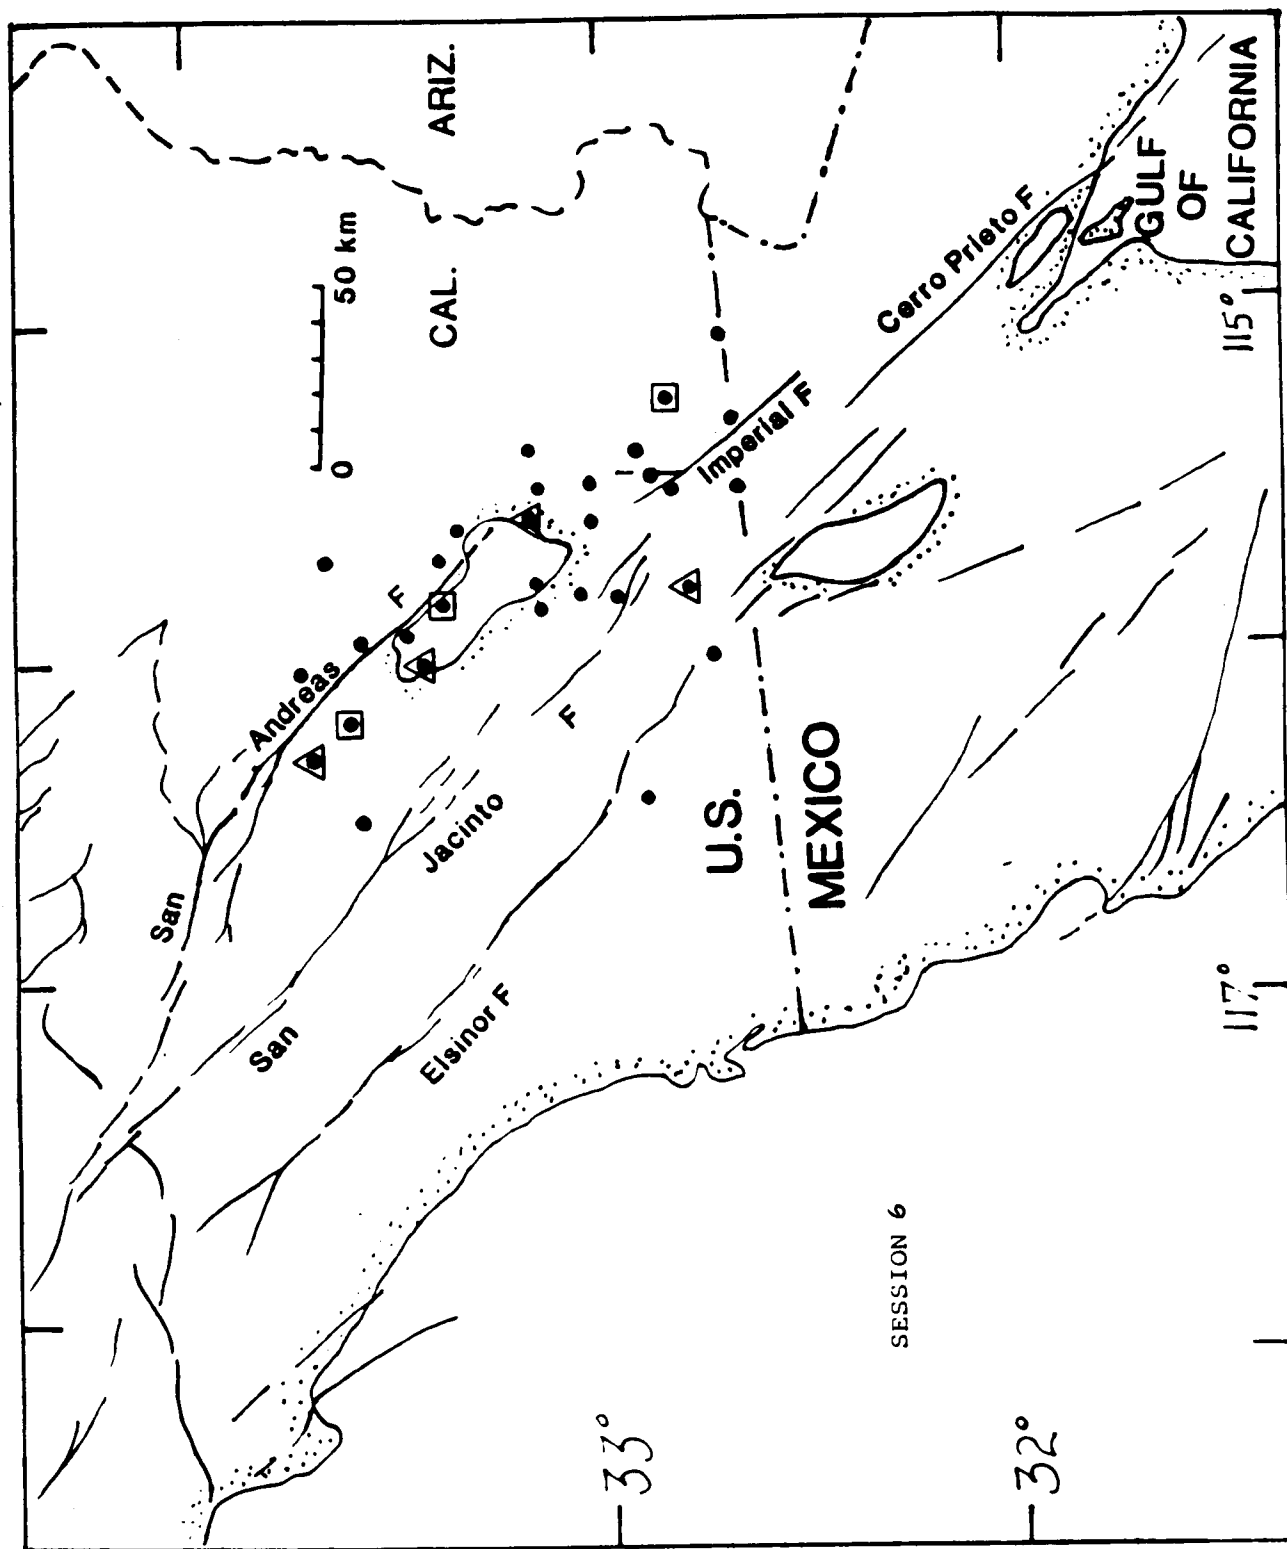 ARIZ.
CAL.
0 50 km
San Andreas F
San Jacinto F
Elsinor F
Imperial F
Cerro Prieto F
U.S.
MEXICO
GULF
OF
CALIFORNIA
SESSION 6
33°
32°
117°
115°